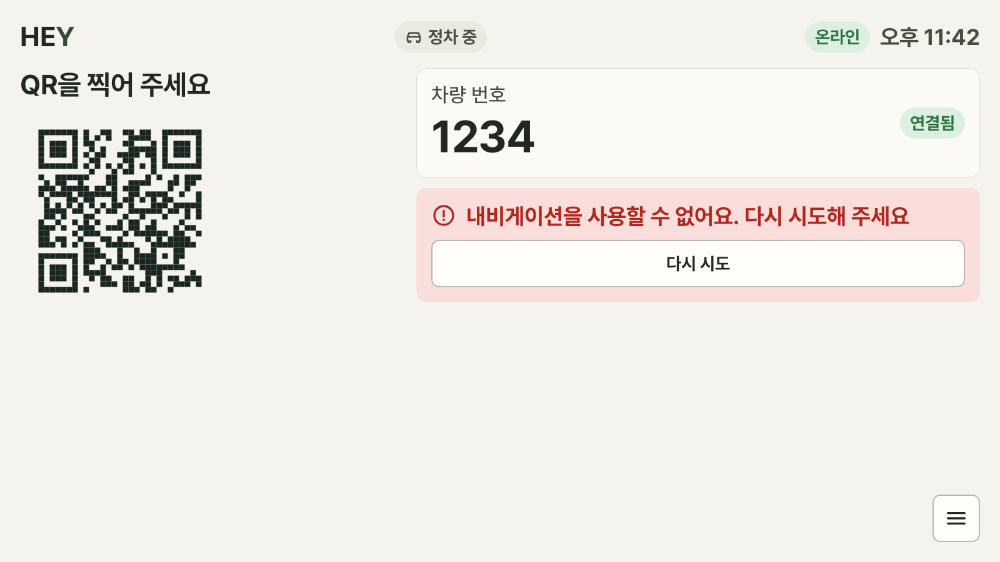 HEY
정차 중
온라인
오후 11:42
QR을 찍어 주세요
차량 번호
1234
연결됨
내비게이션을 사용할 수 없어요. 다시 시도해 주세요
다시 시도